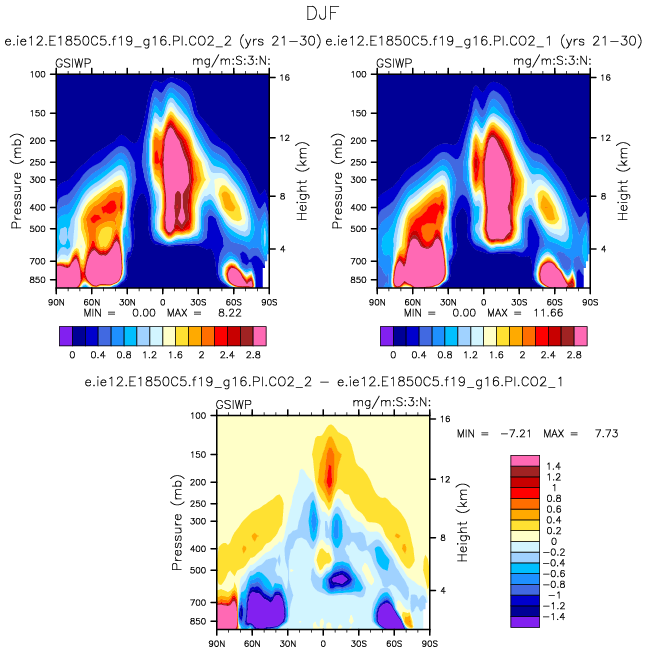 DJF
e.ie12.E1850C5.f19_g16.PI.CO2_2 (yrs 21-30) e.ie12.E1850C5.f19_g16.PI.CO2_1 (yrs 21-30)
GSIWP mg/m:S:3:N: GSIWP mg/m:S:3:N:
100 16 100 16
150 150
200 12 200 12
250 250
300 300
8 8
400 400
500 500
4 4
700 700
850 850
Pressure (mb) Height (km) Pressure (mb) Height (km)
90N 60N 30N 0 30S 60S 90S 90N 60N 30N 0 30S 60S 90S
MIN = 0.00 MAX = 8.22 MIN = 0.00 MAX = 11.66
0 0.4 0.8 1.2 1.6 2 2.4 2.8 0 0.4 0.8 1.2 1.6 2 2.4 2.8
e.ie12.E1850C5.f19_g16.PI.CO2_2 - e.ie12.E1850C5.f19_g16.PI.CO2_1
GSIWP mg/m:S:3:N:
MIN = -7.21 MAX = 7.73
100 16
150
200 12
250
300
8
400
500
4
700
850
Pressure (mb) Height (km)
90N 60N 30N 0 30S 60S 90S
1.4
1.2
1
0.8
0.6
0.4
0.2
0
-0.2
-0.4
-0.6
-0.8
-1
-1.2
-1.4